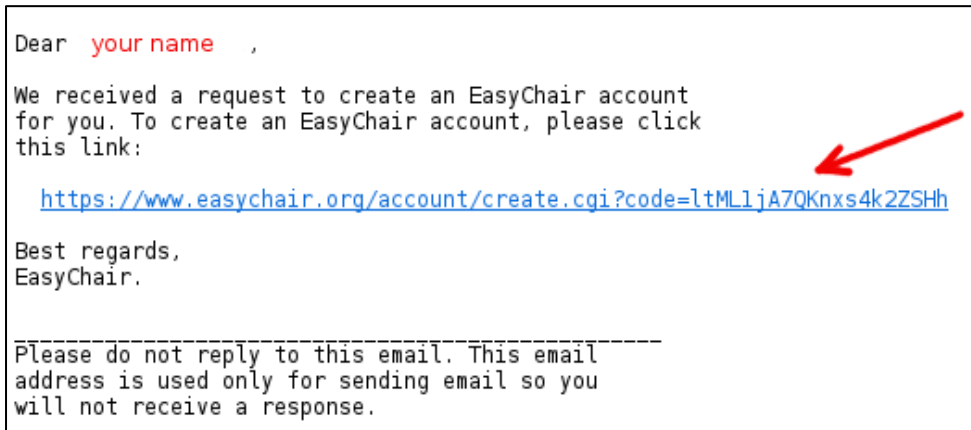 Dear your name ,
We received a request to create an EasyChair account
for you. To create an EasyChair account, please click
this link:
https://www.easychair.org/account/create.cgi?code=ltML1jA7QKnxs4k2ZSHh
Best regards,
EasyChair.
Please do not reply to this email. This email
address is used only for sending email so you
will not receive a response.